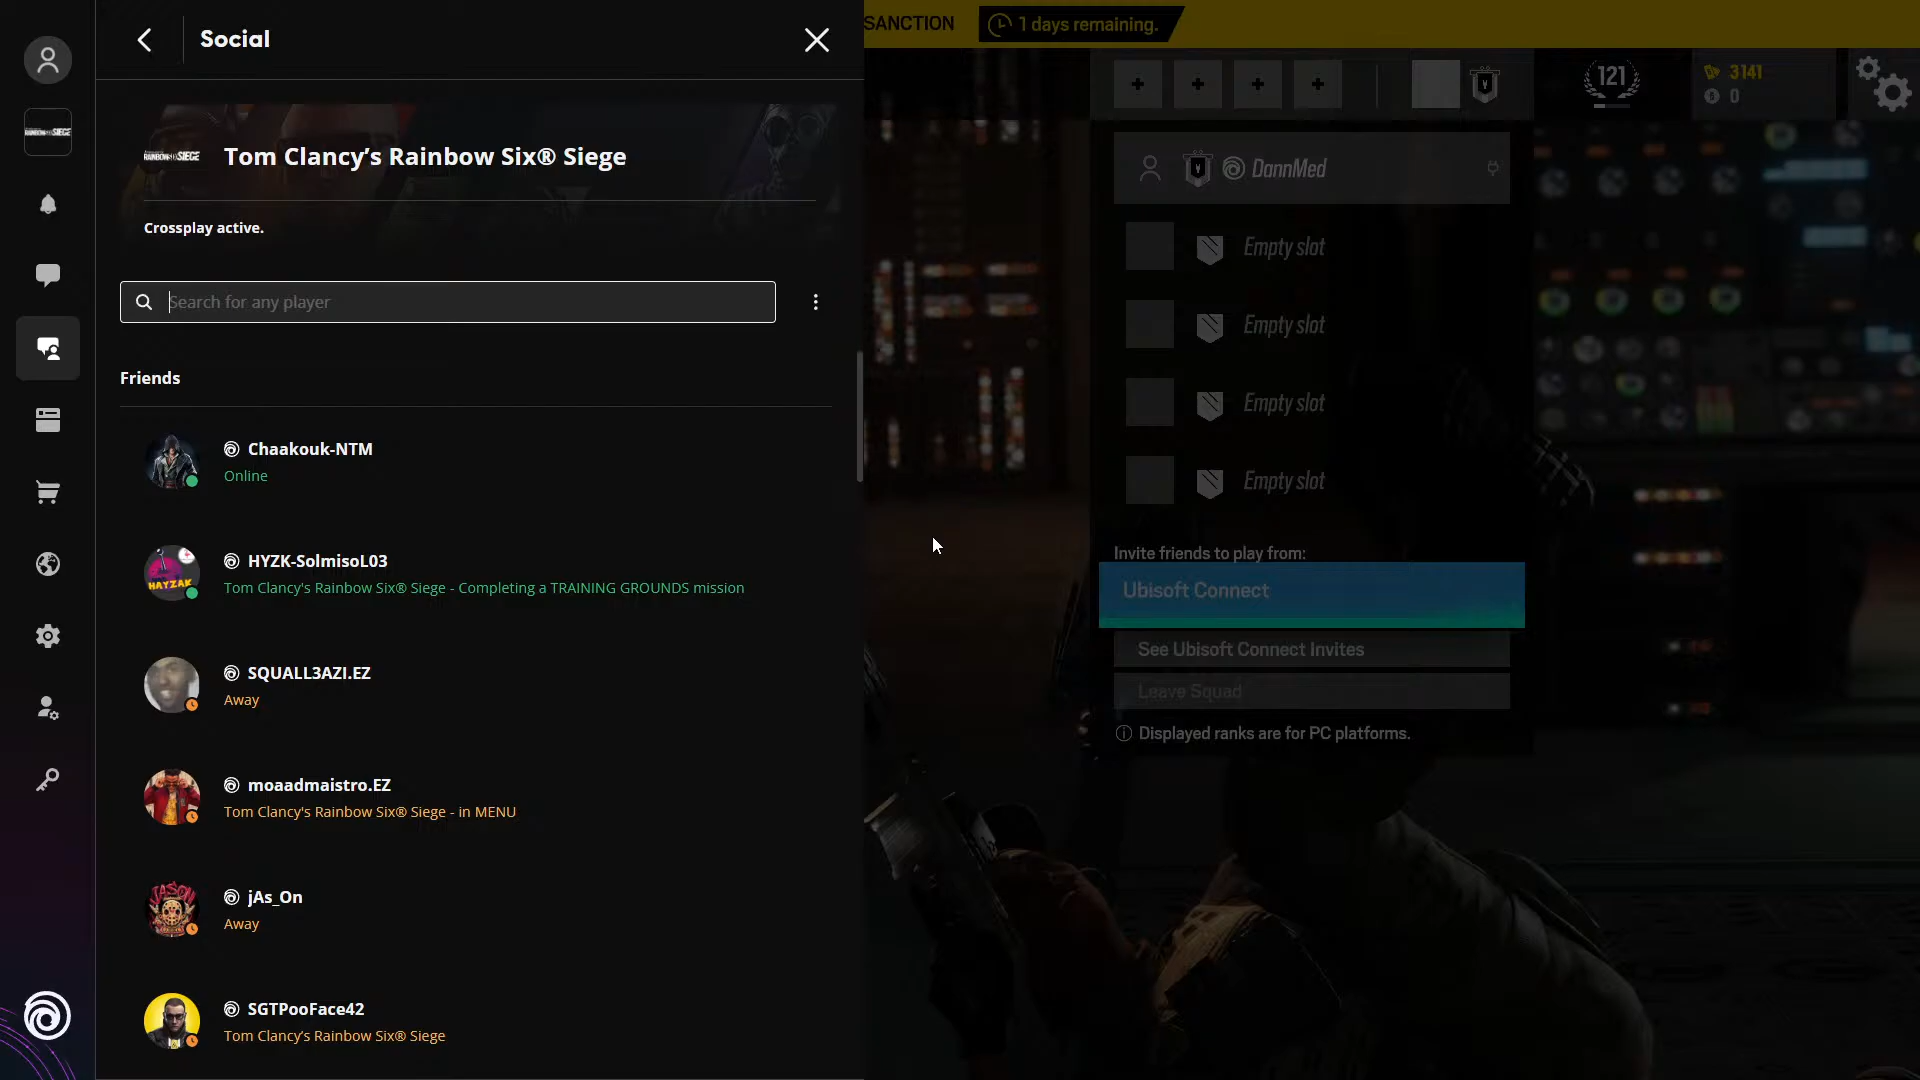 Social
Tom Clancy’s Rainbow Six® Siege
Crossplay active.
Search for any player
Friends
Chaakouk-NTM
Online
HYZK-SolmisoL03
Tom Clancy's Rainbow Six® Siege - Completing a TRAINING GROUNDS mission
SQUALL3AZI.EZ
Away
moaadmaistro.EZ
Tom Clancy's Rainbow Six® Siege - in MENU
jAs_On
Away
SGTPooFace42
Tom Clancy’s Rainbow Six® Siege
SANCTION
1 days remaining.
121
3141
0
DannMed
Empty slot
Empty slot
Empty slot
Empty slot
Invite friends to play from:
Ubisoft Connect
See Ubisoft Connect Invites
Leave Squad
Displayed ranks are for PC platforms.